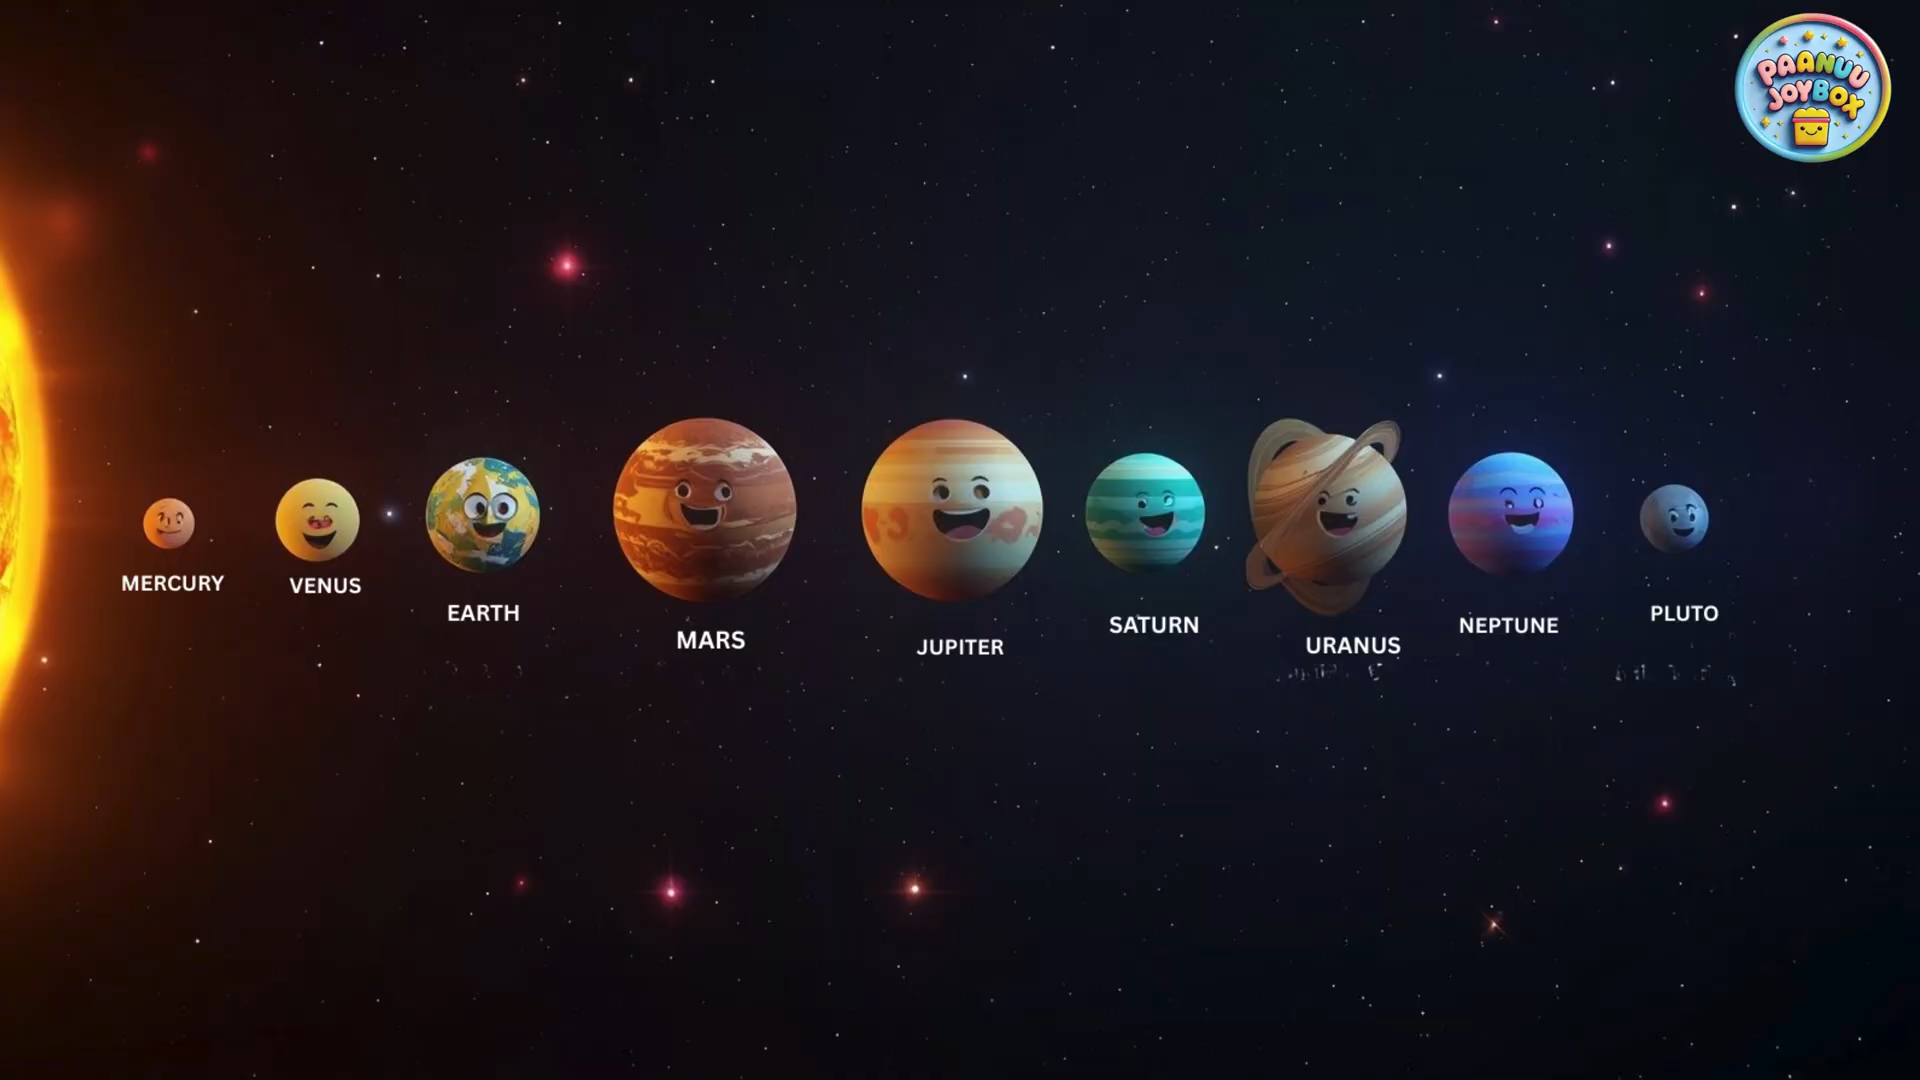 PAANUU
JOYBOX
MERCURY
VENUS
EARTH
MARS
JUPITER
SATURN
URANUS
NEPTUNE
PLUTO